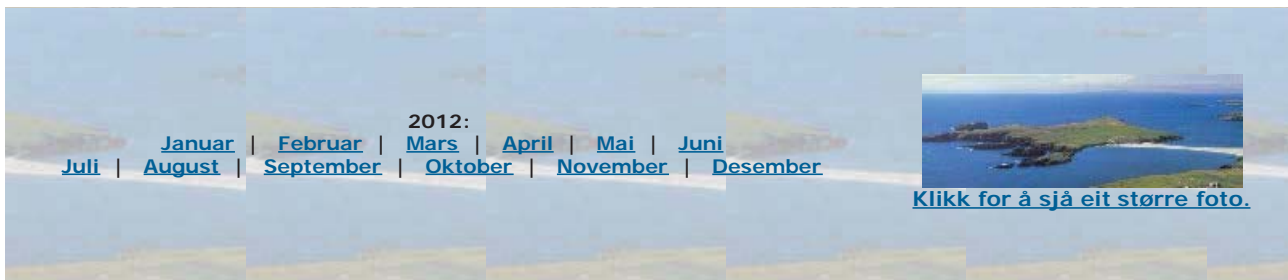 2012:
Januar | Februar | Mars | April | Mai | Juni
Juli | August | September | Oktober | November | Desember
Klikk for å sjå eit større foto.